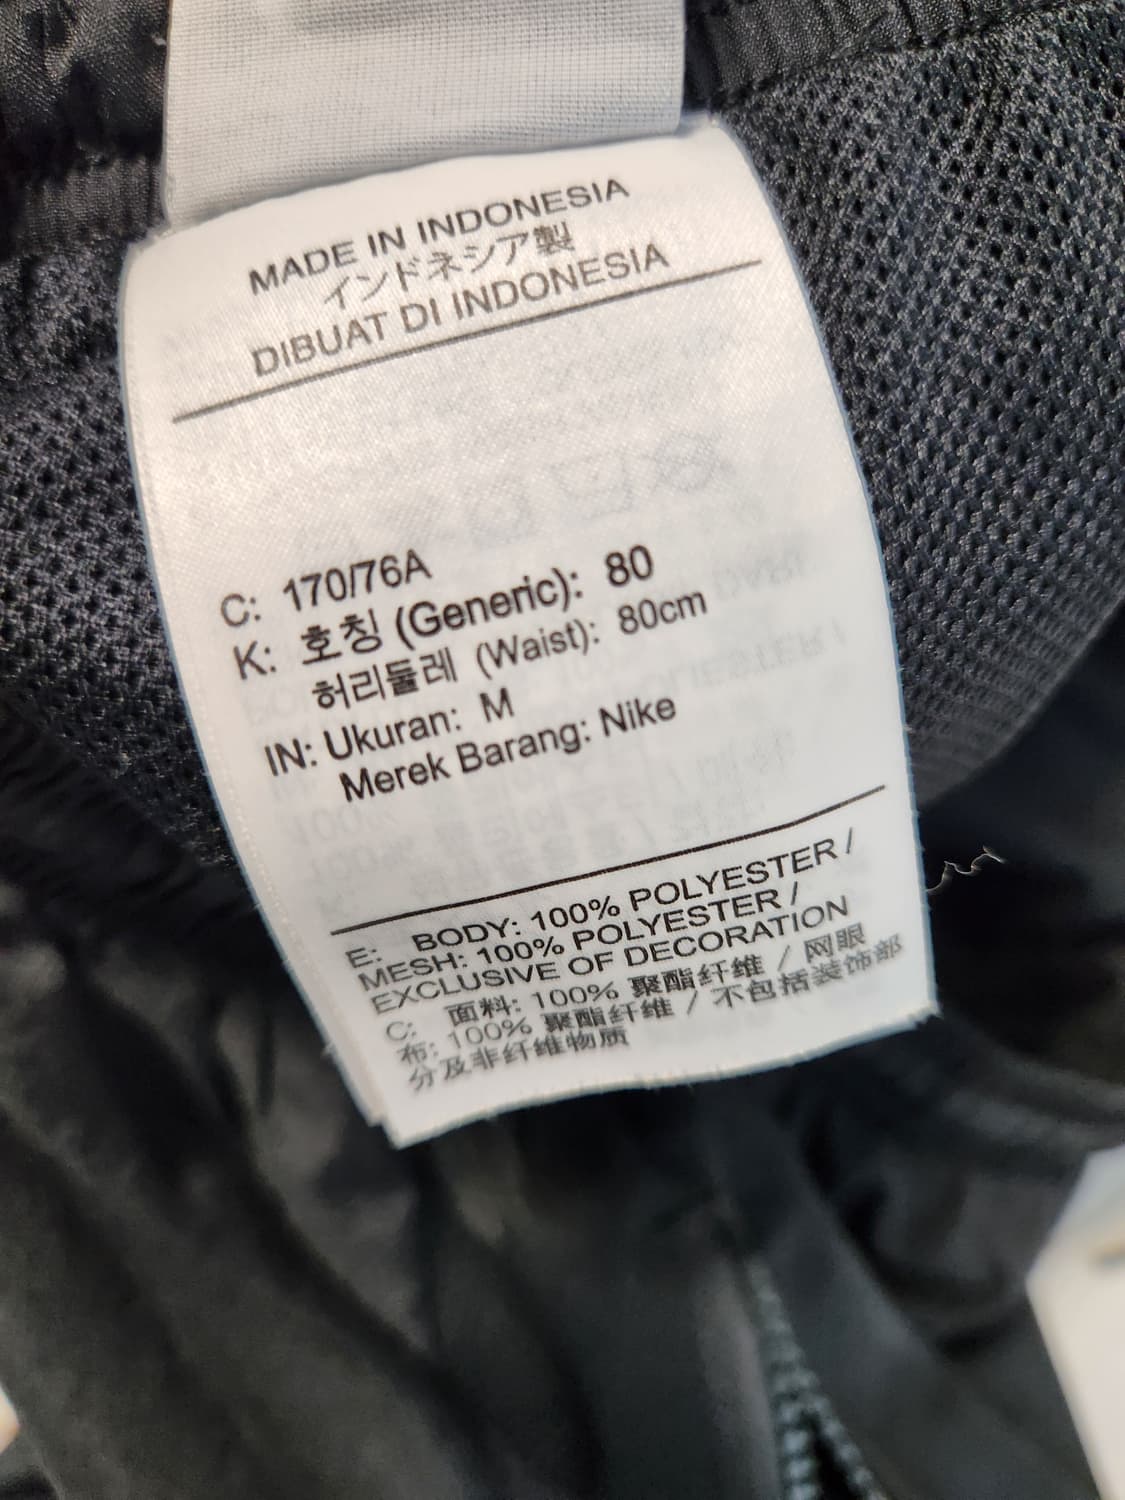 MADE IN INDONESIA
インドネシア製
DIBUAT DI INDONESIA
C: 170/76A
K: 호칭 (Generic): 80
허리둘레 (Waist): 80cm
IN: Ukuran: M
Merek Barang: Nike
E: BODY: 100% POLYESTER /
MESH: 100% POLYESTER /
EXCLUSIVE OF DECORATION
C: 面料: 100% 聚酯纤维 / 网眼
布: 100% 聚酯纤维 / 不包括装饰部
分及非纤维物质